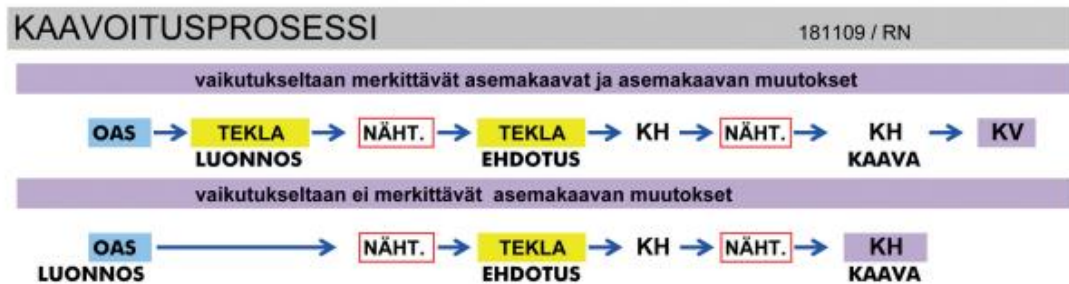 KAAVOITUSPROSESSI 181109 / RN
vaikutukseltaan merkittävät asemakaavat ja asemakaavan muutokset
OAS TEKLA NÄHT. TEKLA KH NÄHT. KH KV
LUONNOS EHDOTUS KAAVA
vaikutukseltaan ei merkittävät asemakaavan muutokset
OAS NÄHT. TEKLA KH NÄHT. KH
LUONNOS EHDOTUS KAAVA